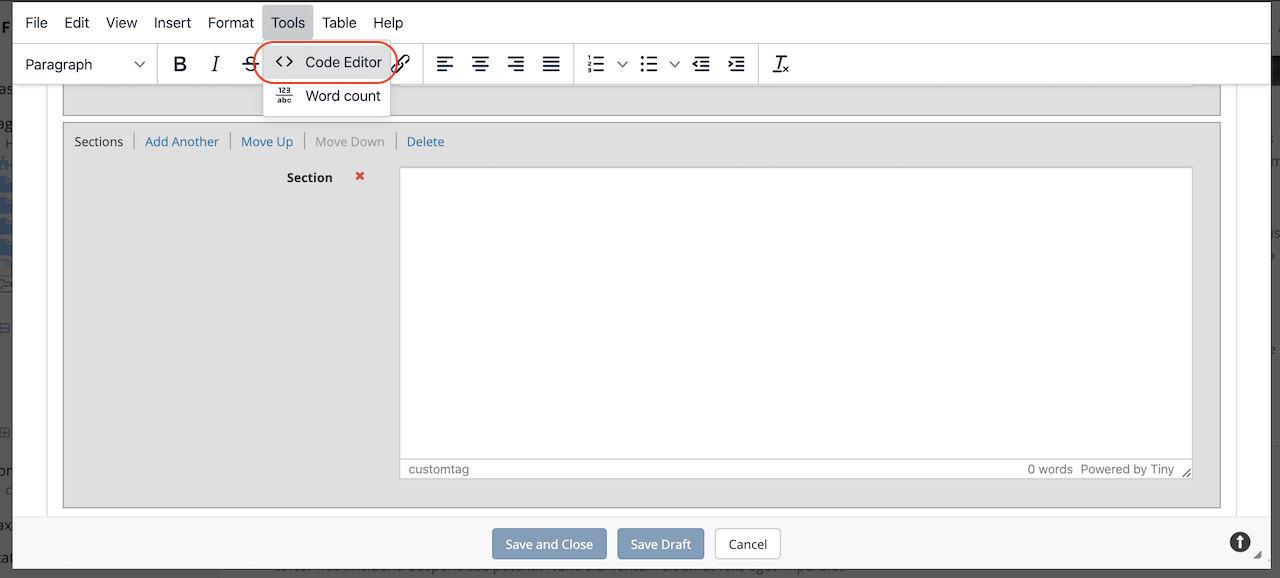 File Edit View Insert Format Tools Table Help
Paragraph B I S
Code Editor
123
abc Word count
Sections Add Another Move Up Move Down Delete
Section
customtag 0 words Powered by Tiny
Save and Close Save Draft Cancel